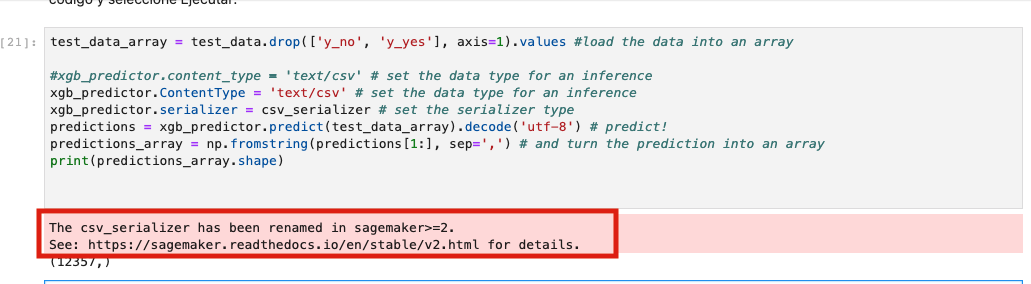 código y seleccione Ejecutar.
[21]:
test_data_array = test_data.drop(['y_no', 'y_yes'], axis=1).values #load the data into an array
#xgb_predictor.content_type = 'text/csv' # set the data type for an inference
xgb_predictor.ContentType = 'text/csv' # set the data type for an inference
xgb_predictor.serializer = csv_serializer # set the serializer type
predictions = xgb_predictor.predict(test_data_array).decode('utf-8') # predict!
predictions_array = np.fromstring(predictions[1:], sep=',') # and turn the prediction into an array
print(predictions_array.shape)
The csv_serializer has been renamed in sagemaker>=2.
See: https://sagemaker.readthedocs.io/en/stable/v2.html for details.
(12357,)